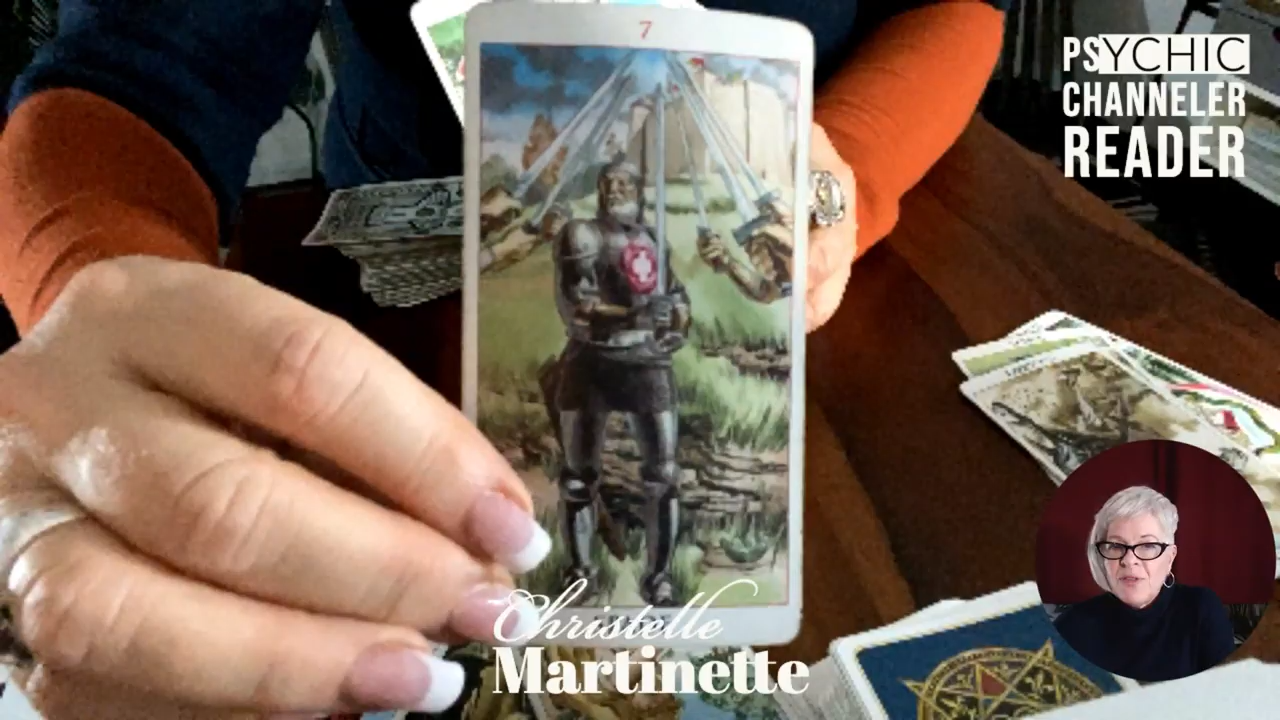 7
PSYCHIC
CHANNELER
READER
Christelle
Martinette